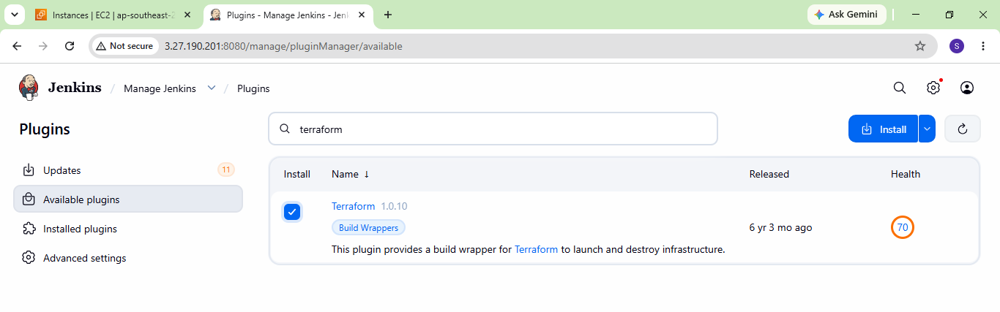 Instances | EC2 | ap-southeast-2
Plugins - Manage Jenkins - Jenk
Ask Gemini
Not secure
3.27.190.201:8080/manage/pluginManager/available
S
Jenkins / Manage Jenkins / Plugins
Plugins
terraform
Install
Updates 11
Available plugins
Installed plugins
Advanced settings
Install Name ↓ Released Health
Terraform 1.0.10
Build Wrappers
6 yr 3 mo ago
70
This plugin provides a build wrapper for Terraform to launch and destroy infrastructure.